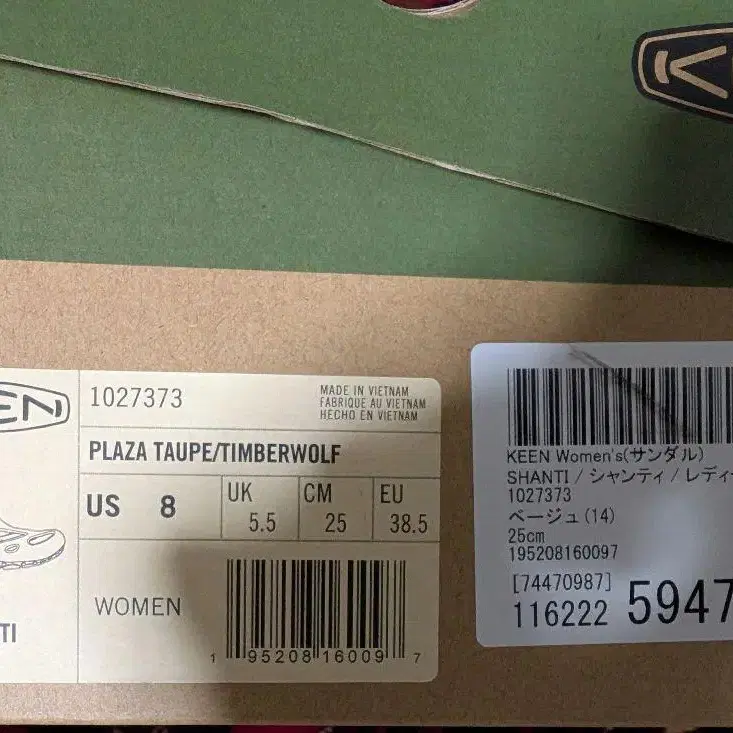 EEN
1027373
MADE IN VIETNAM
FABRIQUE AU VIETNAM
HECHO EN VIETNAM
PLAZA TAUPE/TIMBERWOLF
US 8
UK 5.5
CM 25
EU 38.5
WOMEN
1 95208 16009 7
TI
KEEN Women's(サンダル)
SHANTI / シャンティ / レディ
1027373
ベージュ(14)
25cm
195208160097
[74470987]
116222 5947